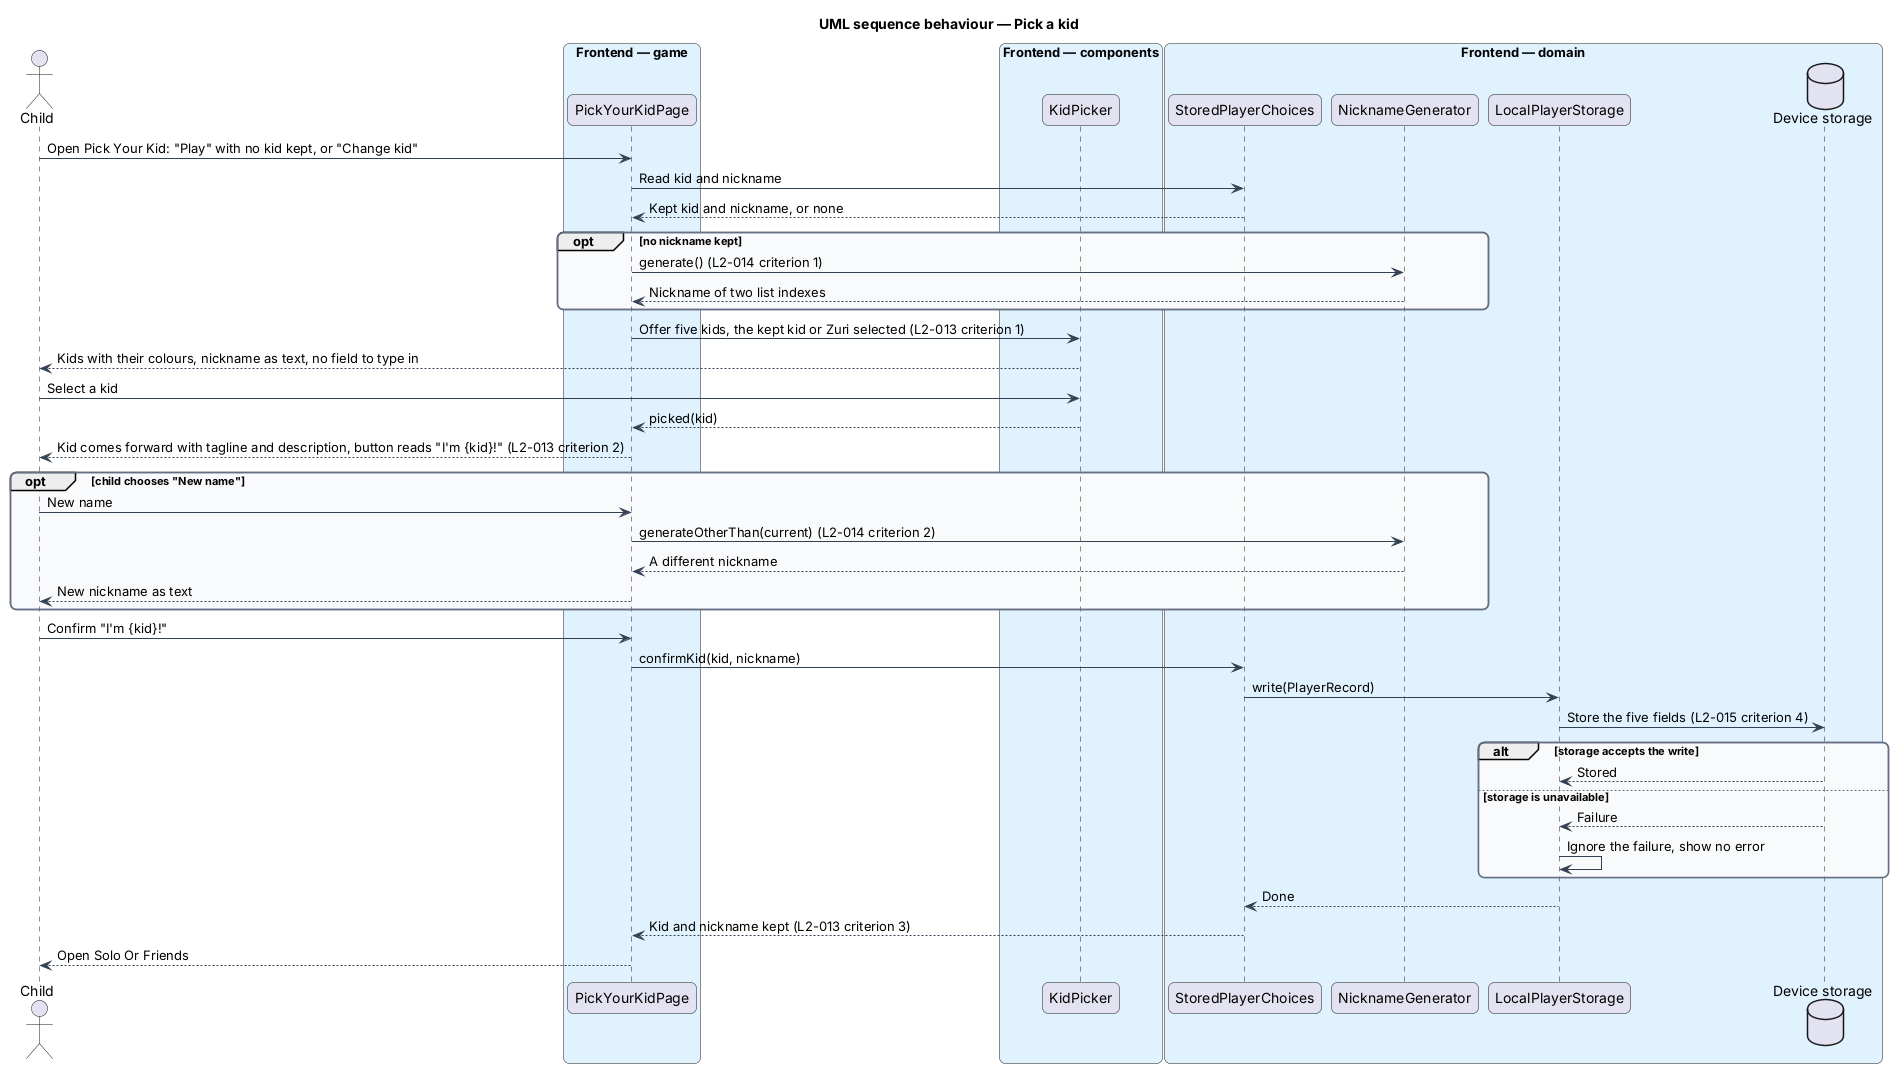 UML sequence behaviour — Pick a kid
Frontend — game
Frontend — components
Frontend — domain
Child
PickYourKidPage
KidPicker
StoredPlayerChoices
NicknameGenerator
LocalPlayerStorage
Device storage
Open Pick Your Kid: "Play" with no kid kept, or "Change kid"
Read kid and nickname
Kept kid and nickname, or none
opt
[no nickname kept]
generate() (L2-014 criterion 1)
Nickname of two list indexes
Offer five kids, the kept kid or Zuri selected (L2-013 criterion 1)
Kids with their colours, nickname as text, no field to type in
Select a kid
picked(kid)
Kid comes forward with tagline and description, button reads "I'm {kid}!" (L2-013 criterion 2)
opt
[child chooses "New name"]
New name
generateOtherThan(current) (L2-014 criterion 2)
A different nickname
New nickname as text
Confirm "I'm {kid}!"
confirmKid(kid, nickname)
write(PlayerRecord)
Store the five fields (L2-015 criterion 4)
alt
[storage accepts the write]
Stored
[storage is unavailable]
Failure
Ignore the failure, show no error
Done
Kid and nickname kept (L2-013 criterion 3)
Open Solo Or Friends
Child
PickYourKidPage
KidPicker
StoredPlayerChoices
NicknameGenerator
LocalPlayerStorage
Device storage